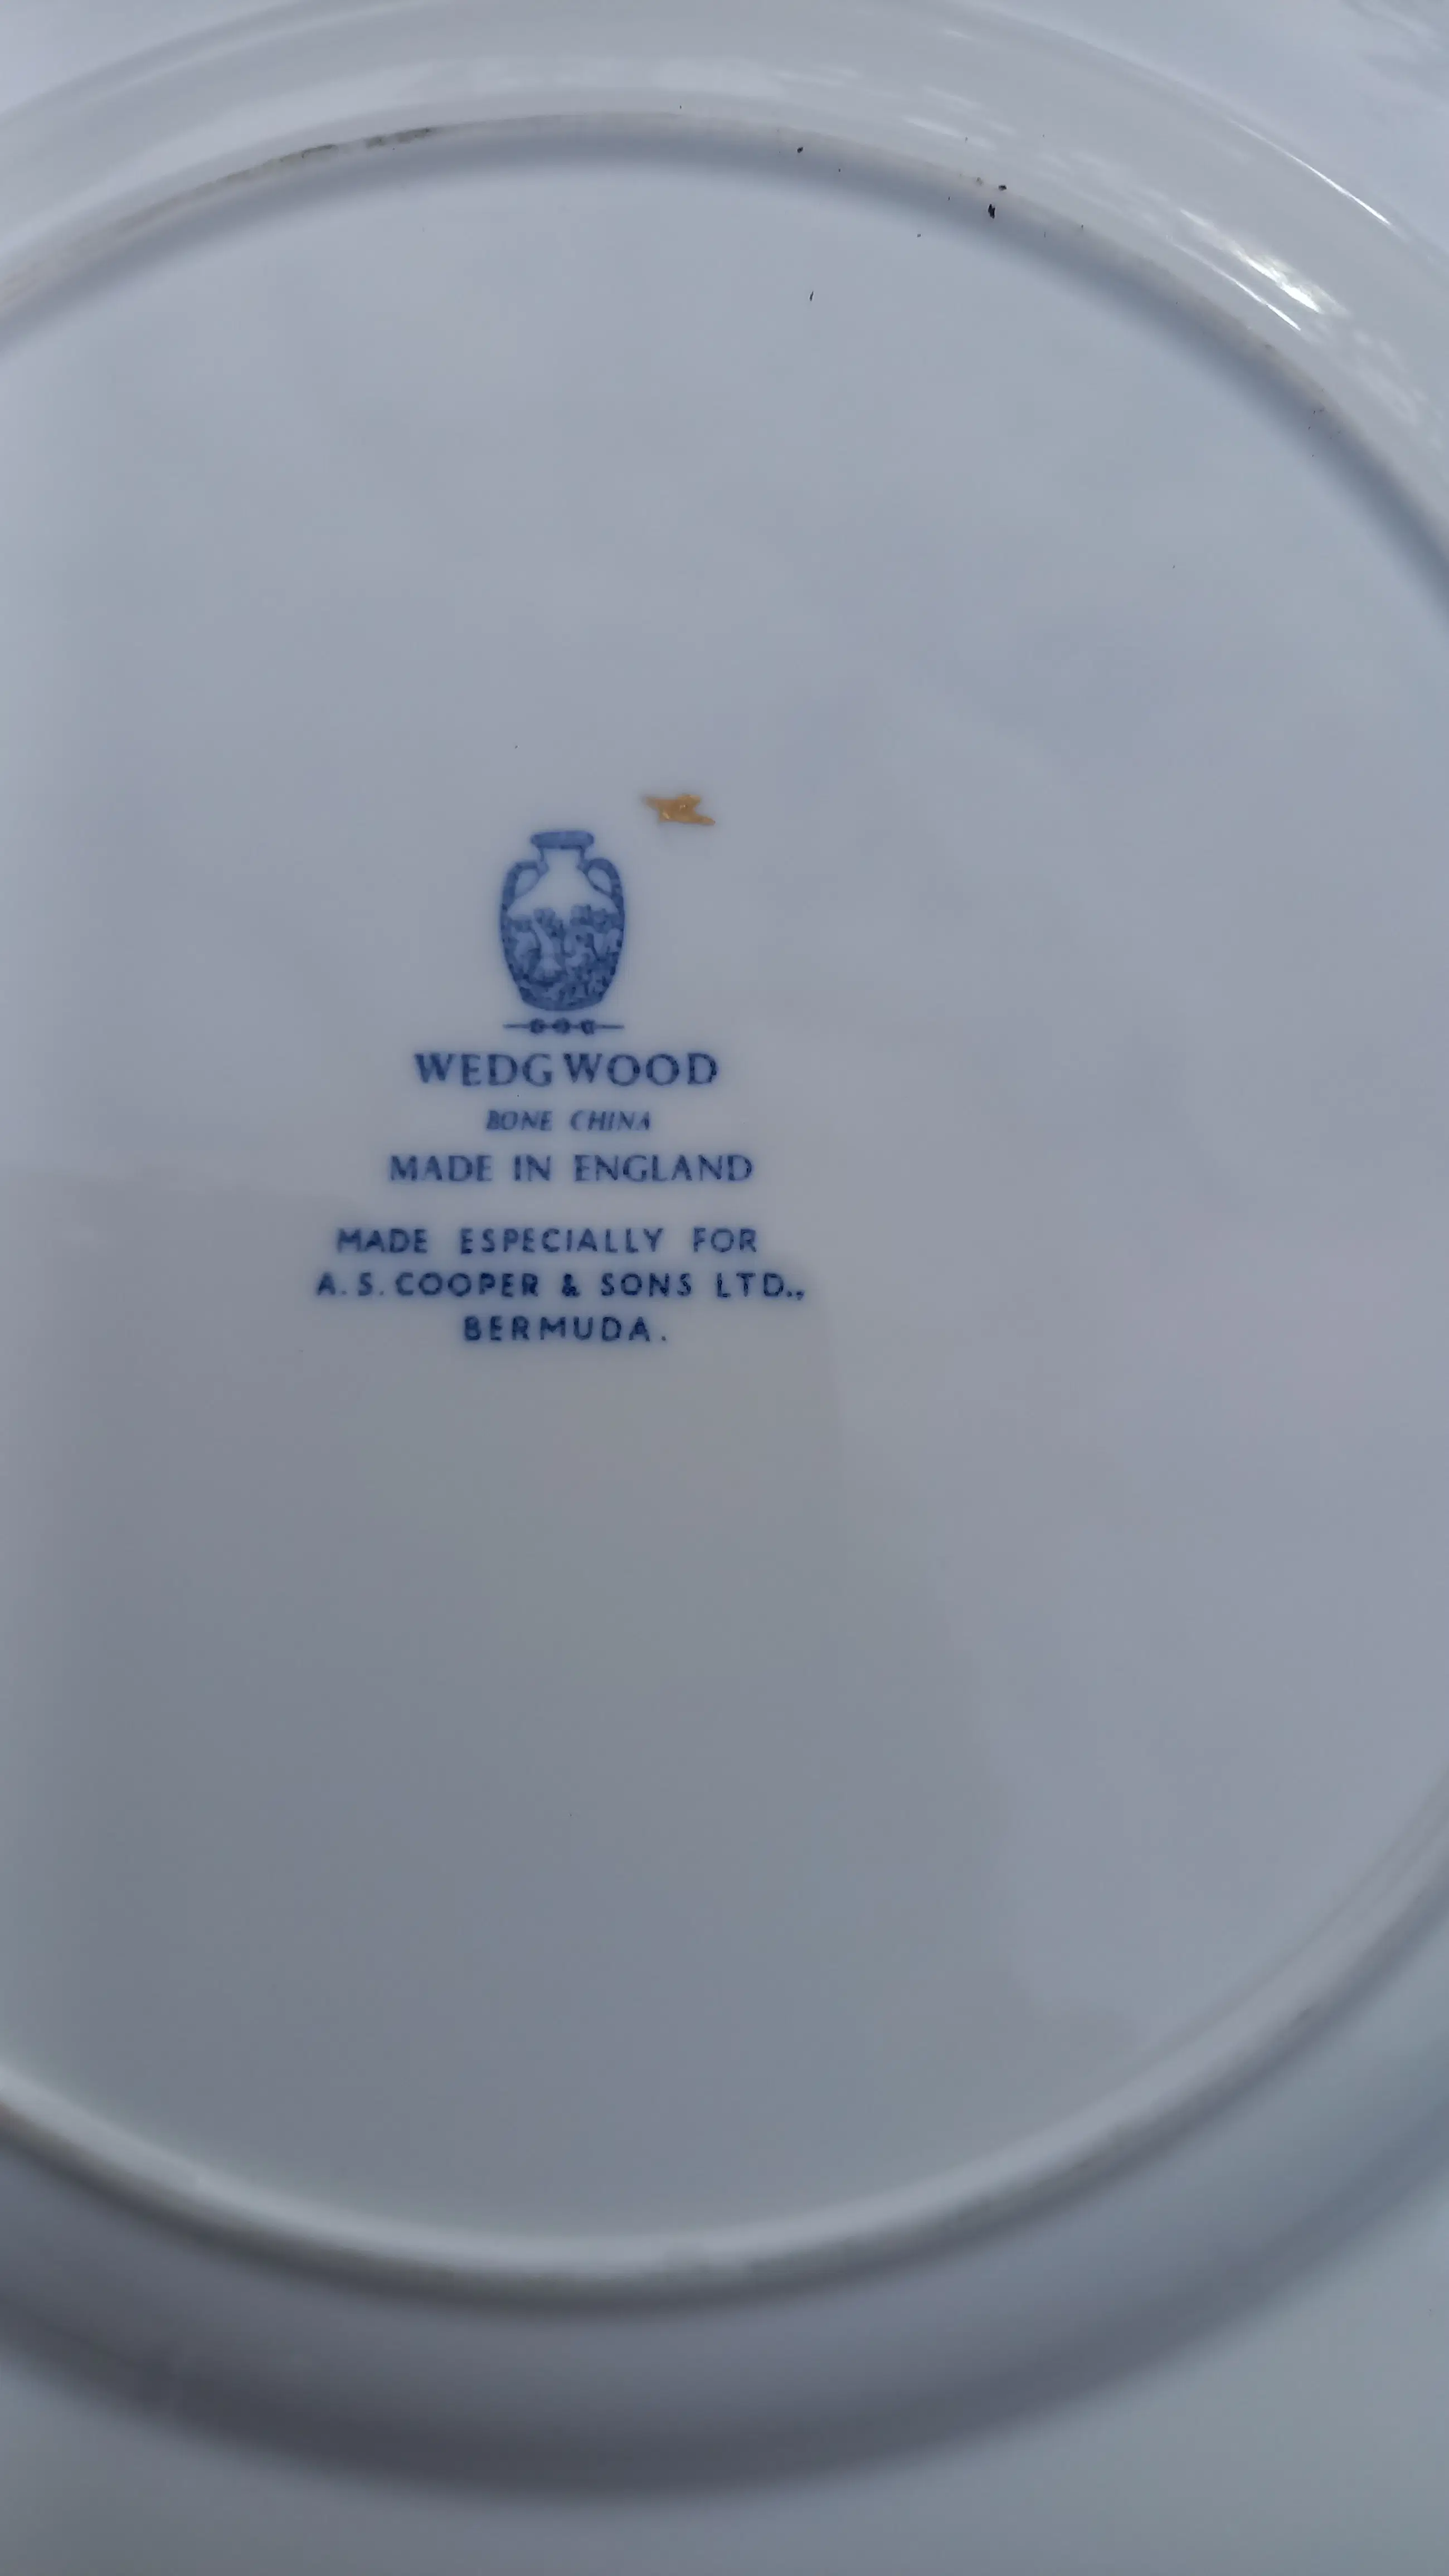 WEDGWOOD
BONE CHINA
MADE IN ENGLAND
MADE ESPECIALLY FOR
A. S. COOPER & SONS LTD.,
BERMUDA.